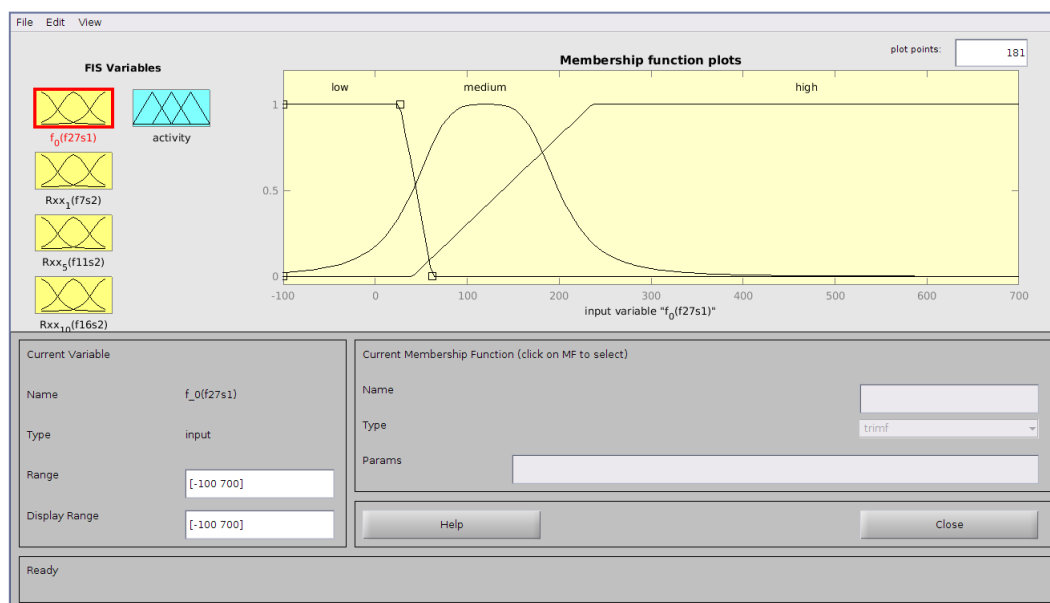 File Edit View
plot points: 181
FIS Variables
Membership function plots
f0(f27s1)
activity
Rxx1(f7s2)
Rxx5(f11s2)
Rxx10(f16s2)
low medium high
1
0.5
0
-100 0 100 200 300 400 500 600 700
input variable "f0(f27s1)"
Current Variable
Name f_0(f27s1)
Type input
Range [-100 700]
Display Range [-100 700]
Current Membership Function (click on MF to select)
Name
Type trimf
Params
Help Close
Ready